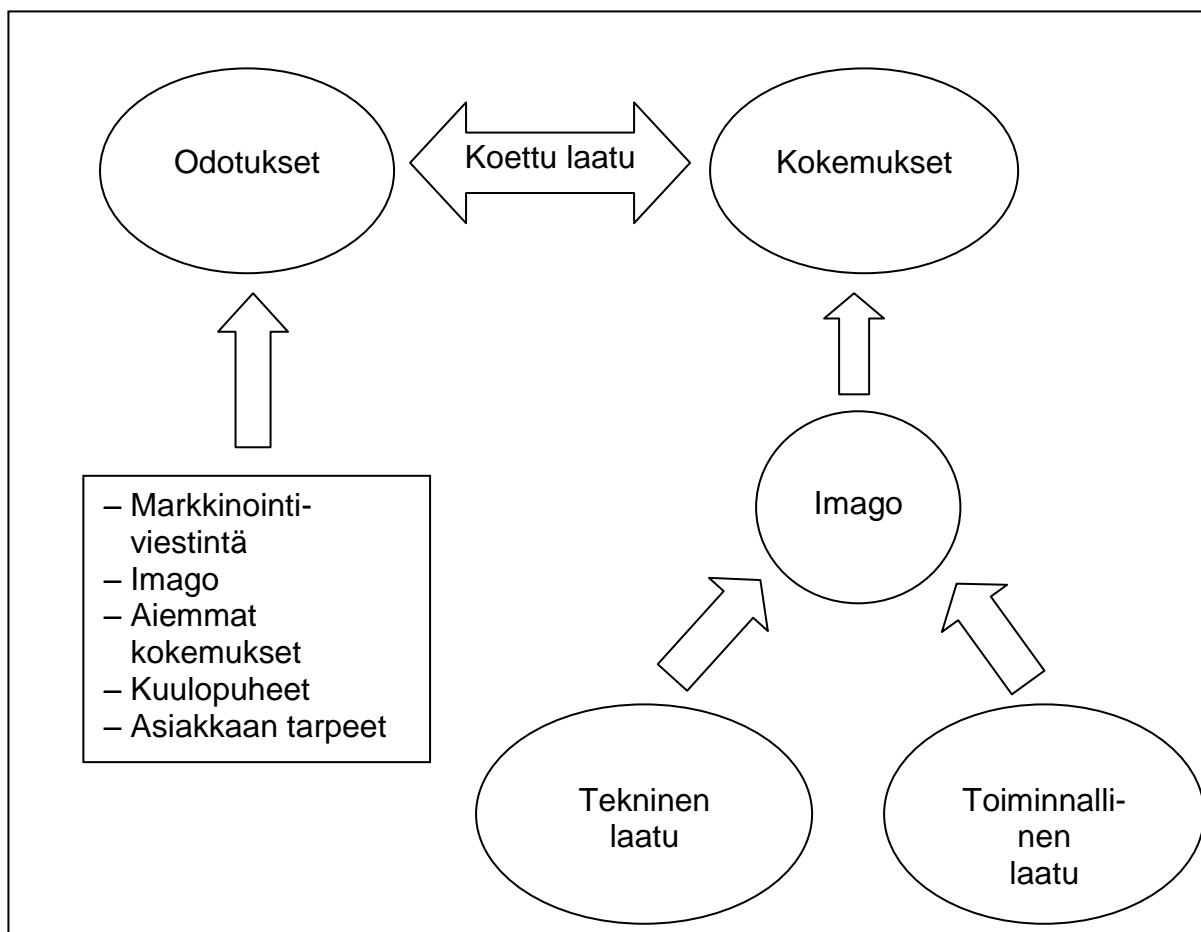 Odotukset
Koettu laatu
Kokemukset
– Markkinointi-
viestintä
– Imago
– Aiemmat
kokemukset
– Kuulopuheet
– Asiakkaan tarpeet
Imago
Tekninen
laatu
Toiminnalli-
nen
laatu